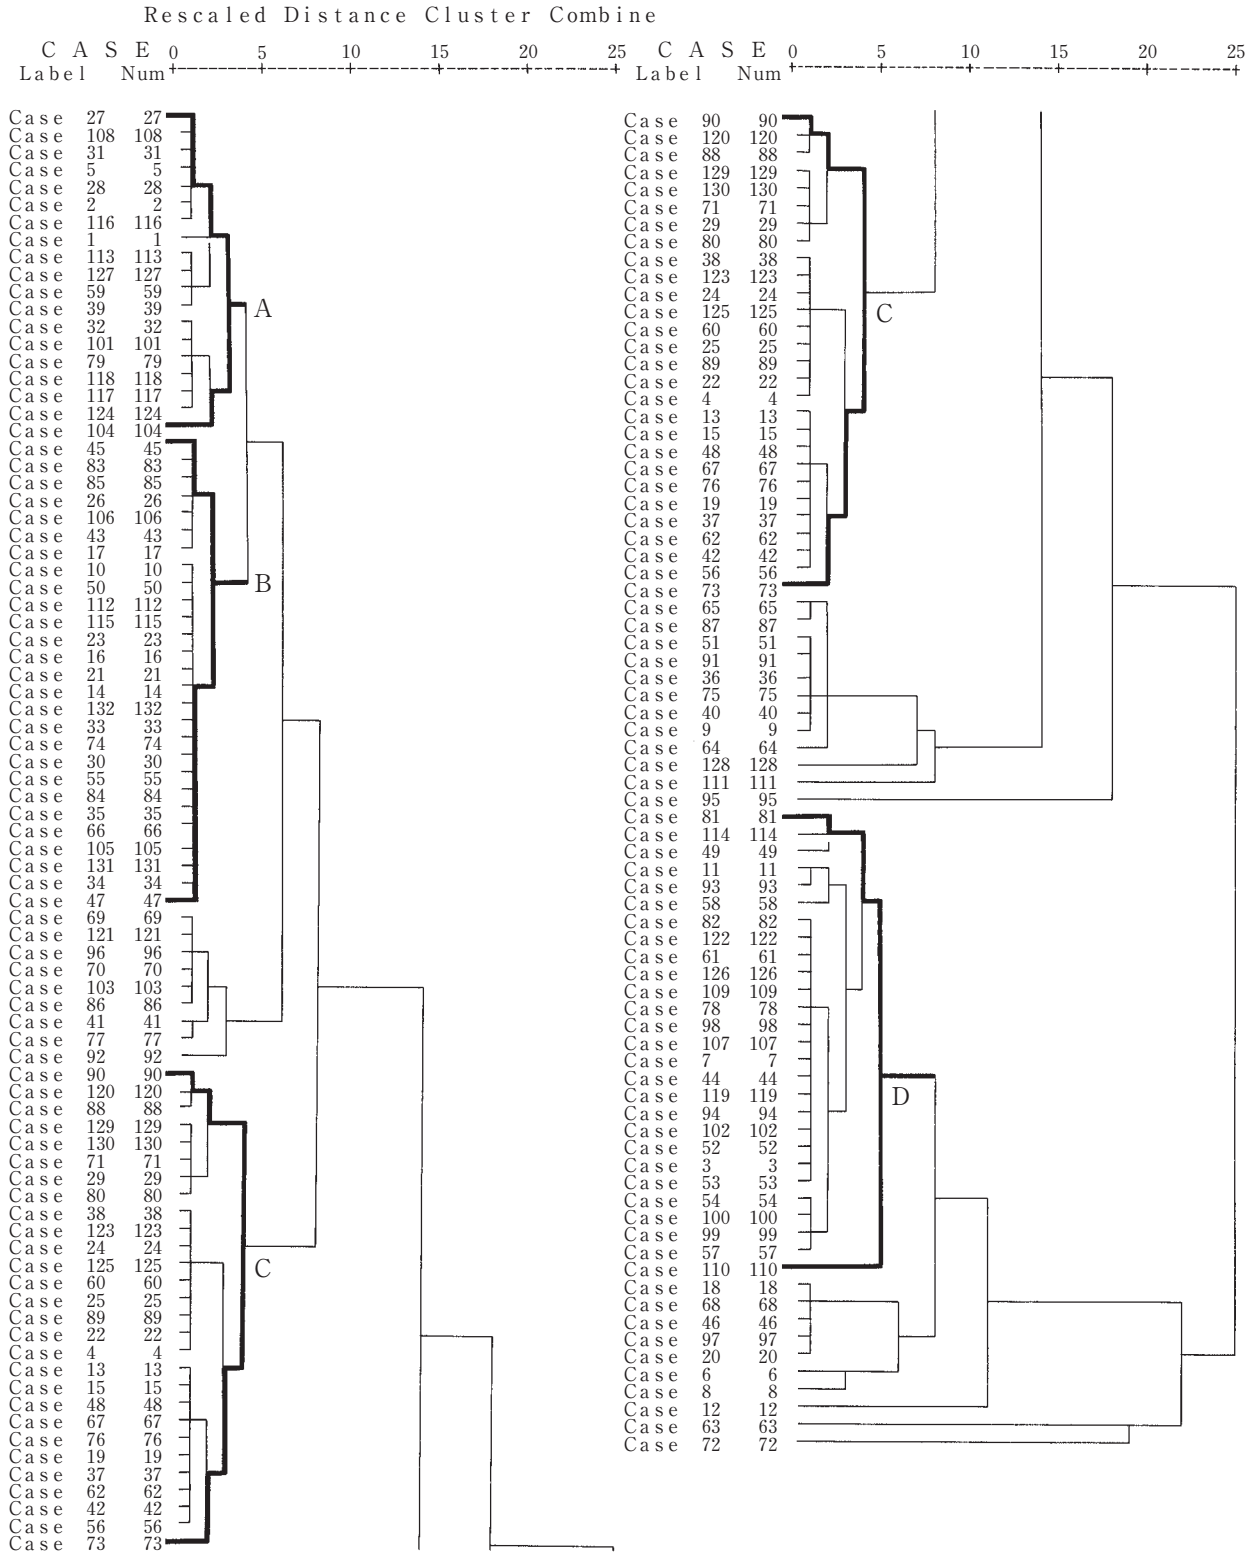 Rescaled Distance Cluster Combine
C A S E 0 5 10 15 20 25
Label Num
Case 27 27
Case 108 108
Case 31 31
Case 5 5
Case 28 28
Case 2 2
Case 116 116
Case 1 1
Case 113 113
Case 127 127
Case 59 59
Case 39 39
A
Case 32 32
Case 101 101
Case 79 79
Case 118 118
Case 117 117
Case 124 124
Case 104 104
Case 45 45
Case 83 83
Case 85 85
Case 26 26
Case 106 106
Case 43 43
Case 17 17
Case 10 10
Case 50 50
B
Case 112 112
Case 115 115
Case 23 23
Case 16 16
Case 21 21
Case 14 14
Case 132 132
Case 33 33
Case 74 74
Case 30 30
Case 55 55
Case 84 84
Case 35 35
Case 66 66
Case 105 105
Case 131 131
Case 34 34
Case 47 47
Case 69 69
Case 121 121
Case 96 96
Case 70 70
Case 103 103
Case 86 86
Case 41 41
Case 77 77
Case 92 92
Case 90 90
Case 120 120
Case 88 88
Case 129 129
Case 130 130
Case 71 71
Case 29 29
Case 80 80
Case 38 38
Case 123 123
Case 24 24
Case 125 125
C
Case 60 60
Case 25 25
Case 89 89
Case 22 22
Case 4 4
Case 13 13
Case 15 15
Case 48 48
Case 67 67
Case 76 76
Case 19 19
Case 37 37
Case 62 62
Case 42 42
Case 56 56
Case 73 73
C A S E 0 5 10 15 20 25
Label Num
Case 90 90
Case 120 120
Case 88 88
Case 129 129
Case 130 130
Case 71 71
Case 29 29
Case 80 80
Case 38 38
Case 123 123
Case 24 24
Case 125 125
C
Case 60 60
Case 25 25
Case 89 89
Case 22 22
Case 4 4
Case 13 13
Case 15 15
Case 48 48
Case 67 67
Case 76 76
Case 19 19
Case 37 37
Case 62 62
Case 42 42
Case 56 56
Case 73 73
Case 65 65
Case 87 87
Case 51 51
Case 91 91
Case 36 36
Case 75 75
Case 40 40
Case 9 9
Case 64 64
Case 128 128
Case 111 111
Case 95 95
Case 81 81
Case 114 114
Case 49 49
Case 11 11
Case 93 93
Case 58 58
Case 82 82
Case 122 122
Case 61 61
Case 126 126
Case 109 109
Case 78 78
Case 98 98
Case 107 107
Case 7 7
Case 44 44
D
Case 119 119
Case 94 94
Case 102 102
Case 52 52
Case 3 3
Case 53 53
Case 54 54
Case 100 100
Case 99 99
Case 57 57
Case 110 110
Case 18 18
Case 68 68
Case 46 46
Case 97 97
Case 20 20
Case 6 6
Case 8 8
Case 12 12
Case 63 63
Case 72 72